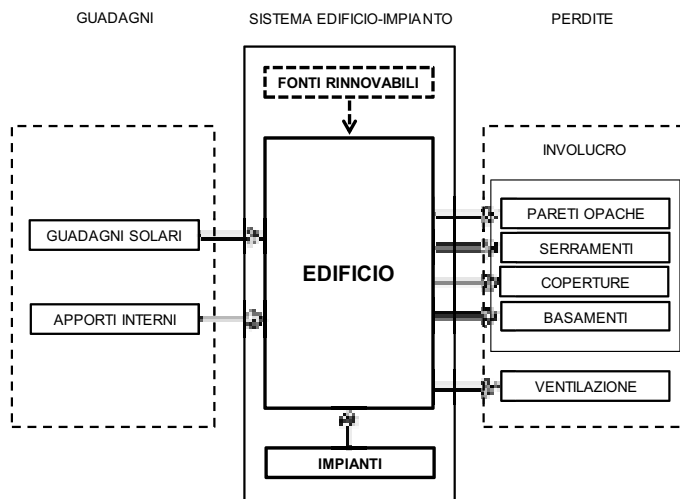 GUADAGNI
SISTEMA EDIFICIO-IMPIANTO
PERDITE
FONTI RINNOVABILI
INVOLUCRO
PARETI OPACHE
GUADAGNI SOLARI
SERRAMENTI
EDIFICIO
COPERTURE
APPORTI INTERNI
BASAMENTI
VENTILAZIONE
IMPIANTI